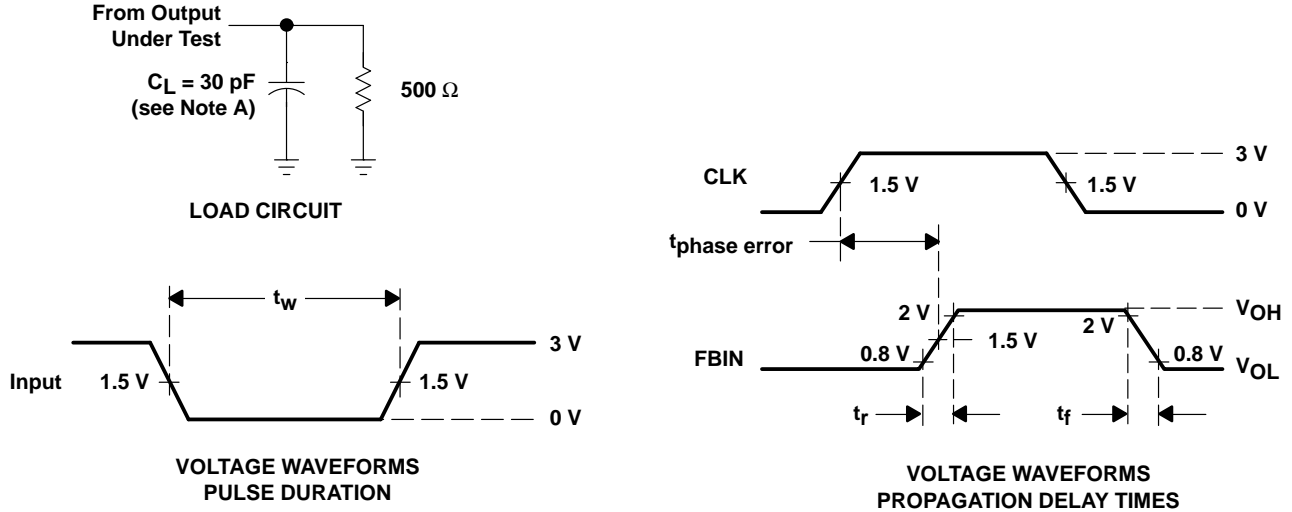 From Output
Under Test
CL = 30 pF
(see Note A)
500 Ω
LOAD CIRCUIT
tw
Input
1.5 V
1.5 V
3 V
0 V
VOLTAGE WAVEFORMS
PULSE DURATION
CLK
1.5 V
1.5 V
3 V
0 V
tphase error
FBIN
0.8 V
2 V
1.5 V
2 V
0.8 V
VOH
VOL
tr
tf
VOLTAGE WAVEFORMS
PROPAGATION DELAY TIMES